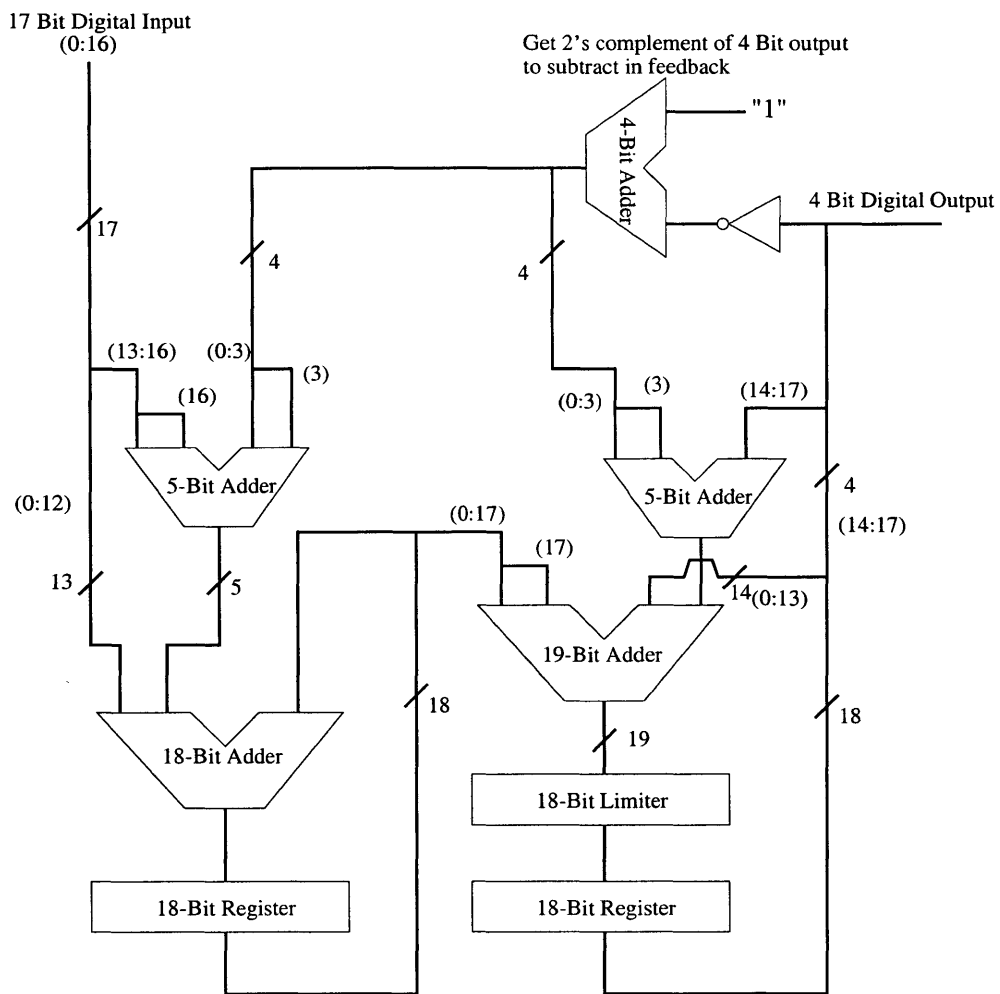 17 Bit Digital Input
(0:16)
Get 2's complement of 4 Bit output
to subtract in feedback
"1"
4-Bit Adder
4 Bit Digital Output
17
4
4
(13:16)
(0:3)
(3)
(16)
(0:3)
(3)
(14:17)
5-Bit Adder
5-Bit Adder
4
(0:12)
(0:17)
(14:17)
(17)
13
5
14
(0:13)
19-Bit Adder
18
18
18-Bit Adder
19
18-Bit Limiter
18-Bit Register
18-Bit Register